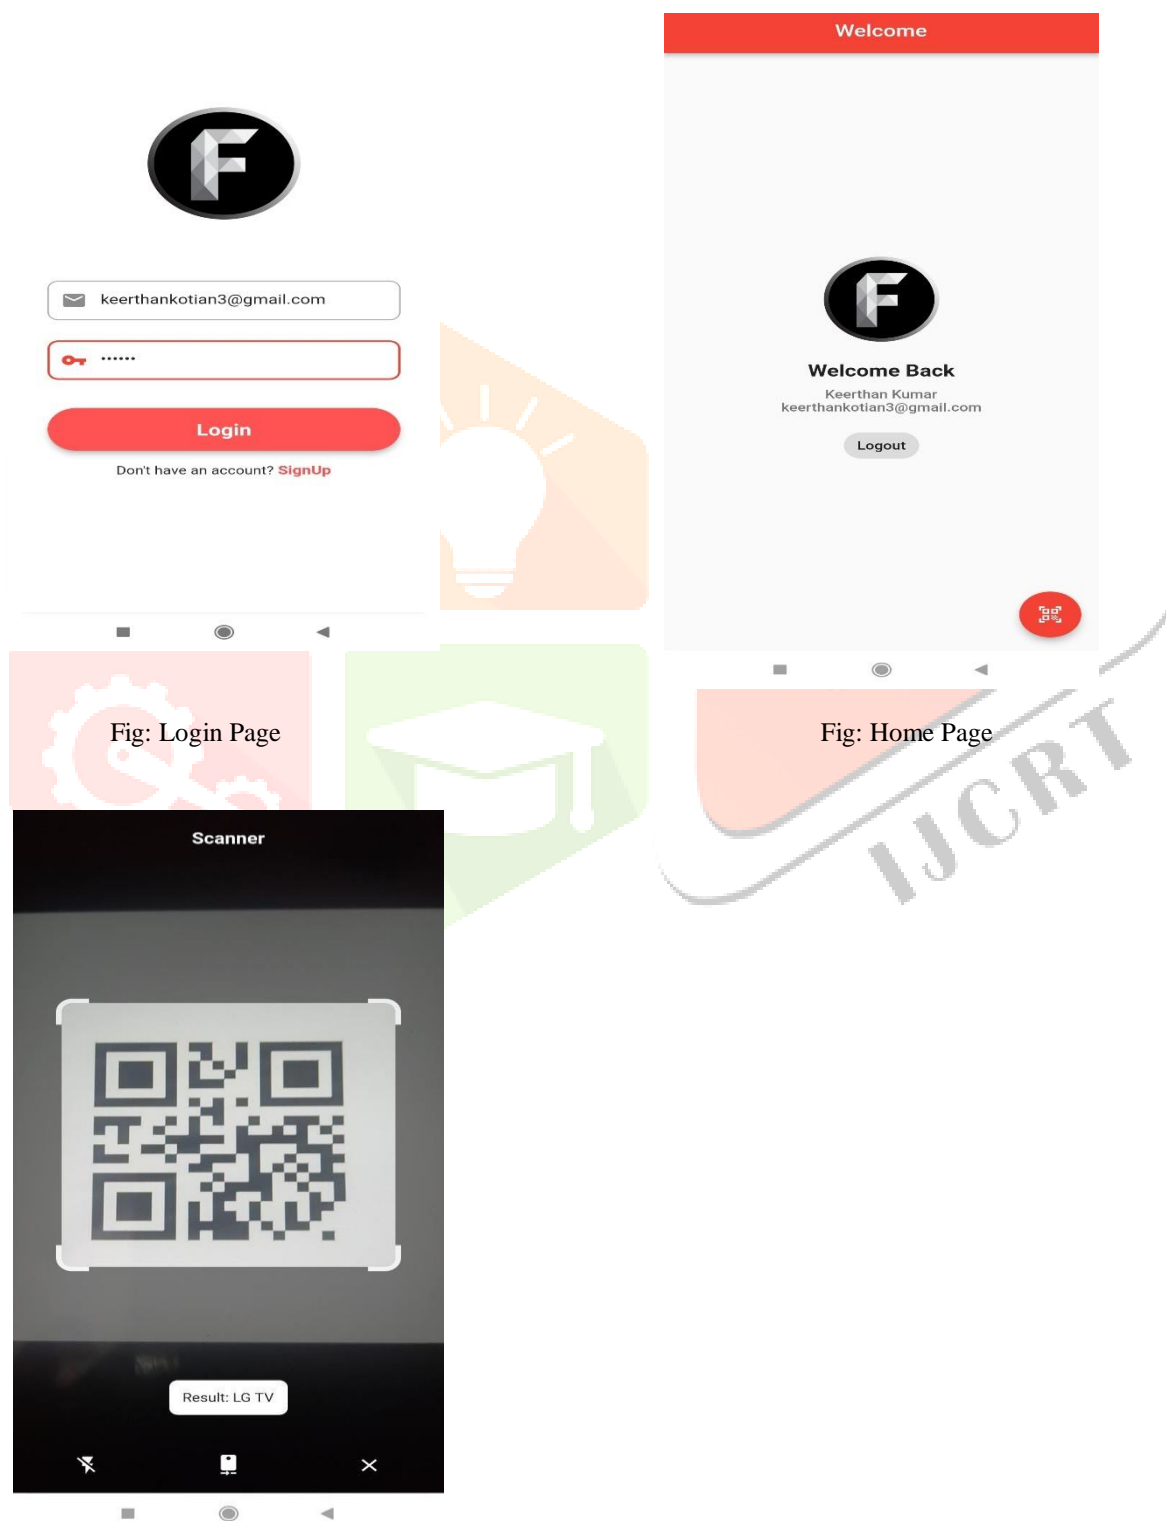 F
keerthankotian3@gmail.com
••••••
Login
Don't have an account? SignUp
Fig: Login Page
Welcome
F
Welcome Back
Keerthan Kumar
keerthankotian3@gmail.com
Logout
Fig: Home Page
IJCRT
Scanner
Result: LG TV